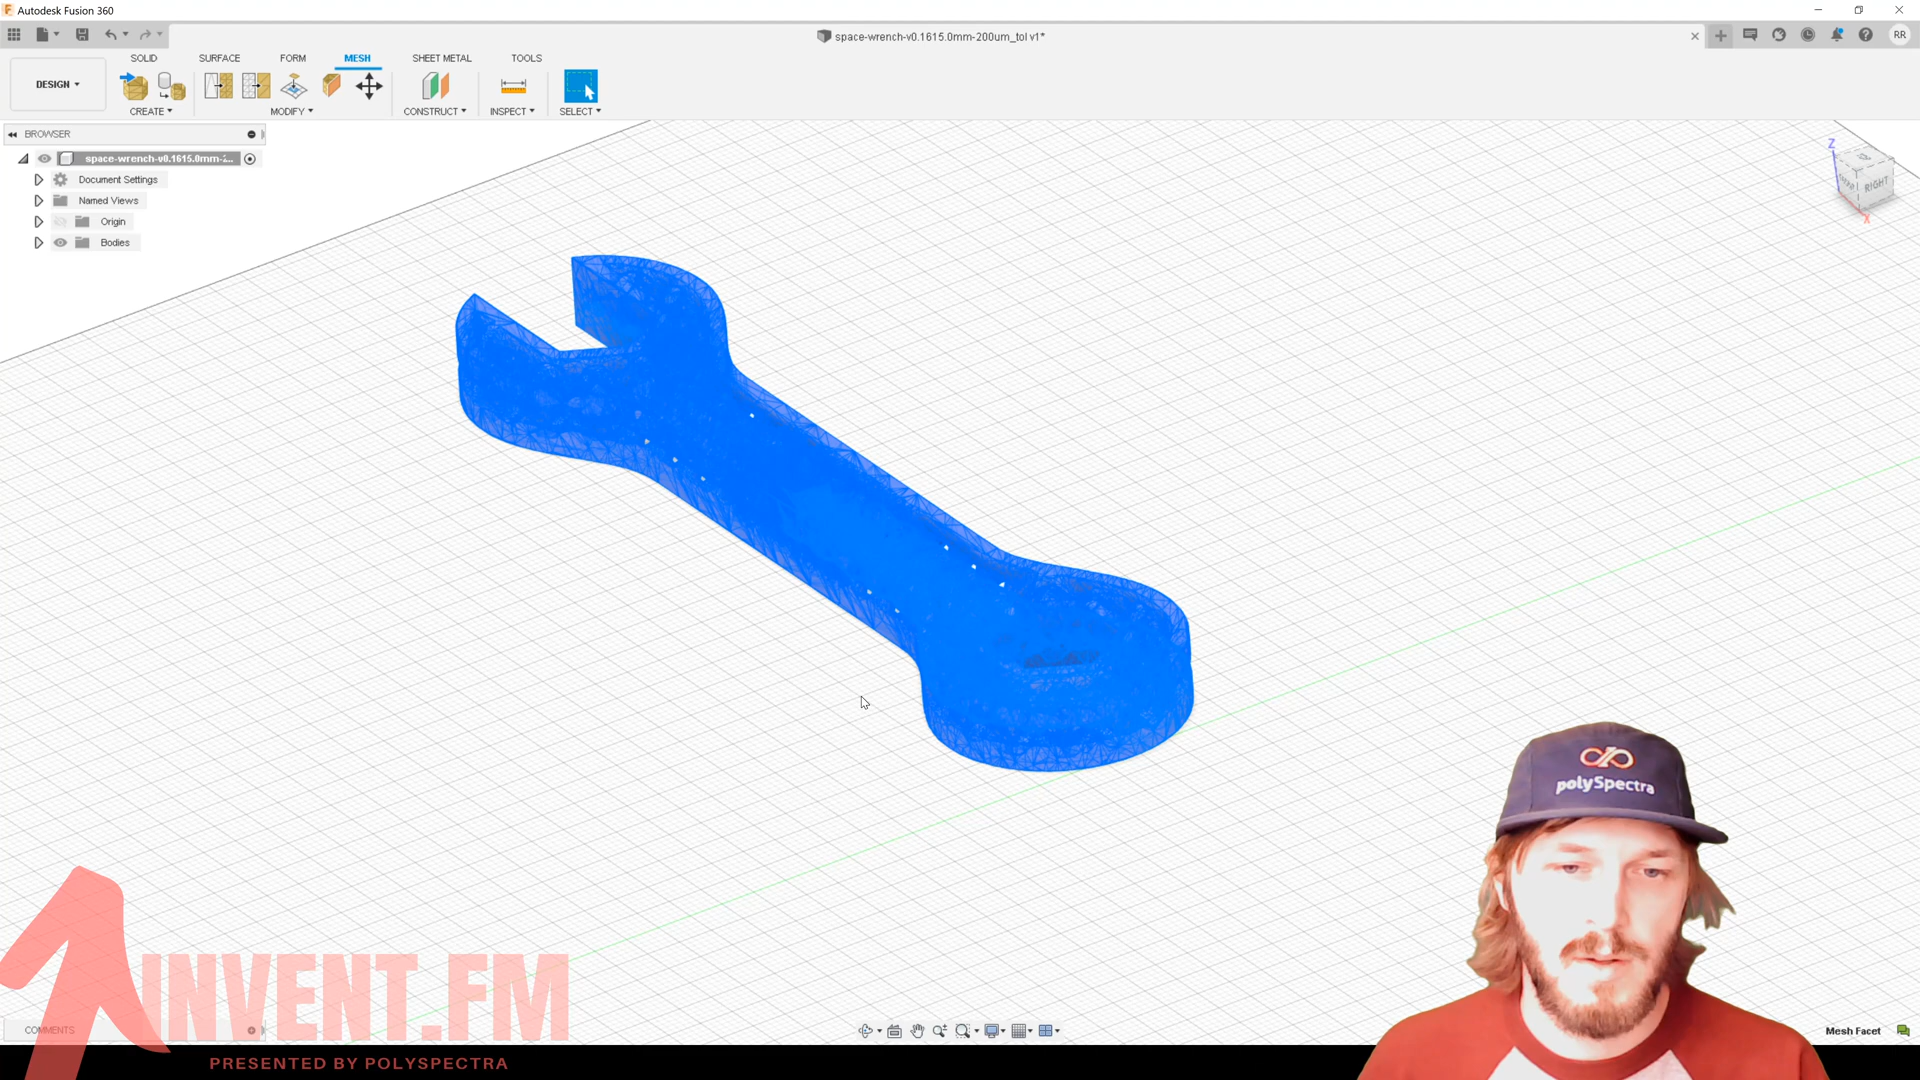 Autodesk Fusion 360
space-wrench-v0.1615.0mm-200um_tol v1*
RR
DESIGN
SOLID
SURFACE
FORM
MESH
SHEET METAL
TOOLS
CREATE
MODIFY
CONSTRUCT
INSPECT
SELECT
BROWSER
space-wrench-v0.1615.0mm-2...
Document Settings
Named Views
Origin
Bodies
Z
RIGHT
X
polySpectra
INVENT.FM
COMMENTS
Mesh Facet
PRESENTED BY POLYSPECTRA